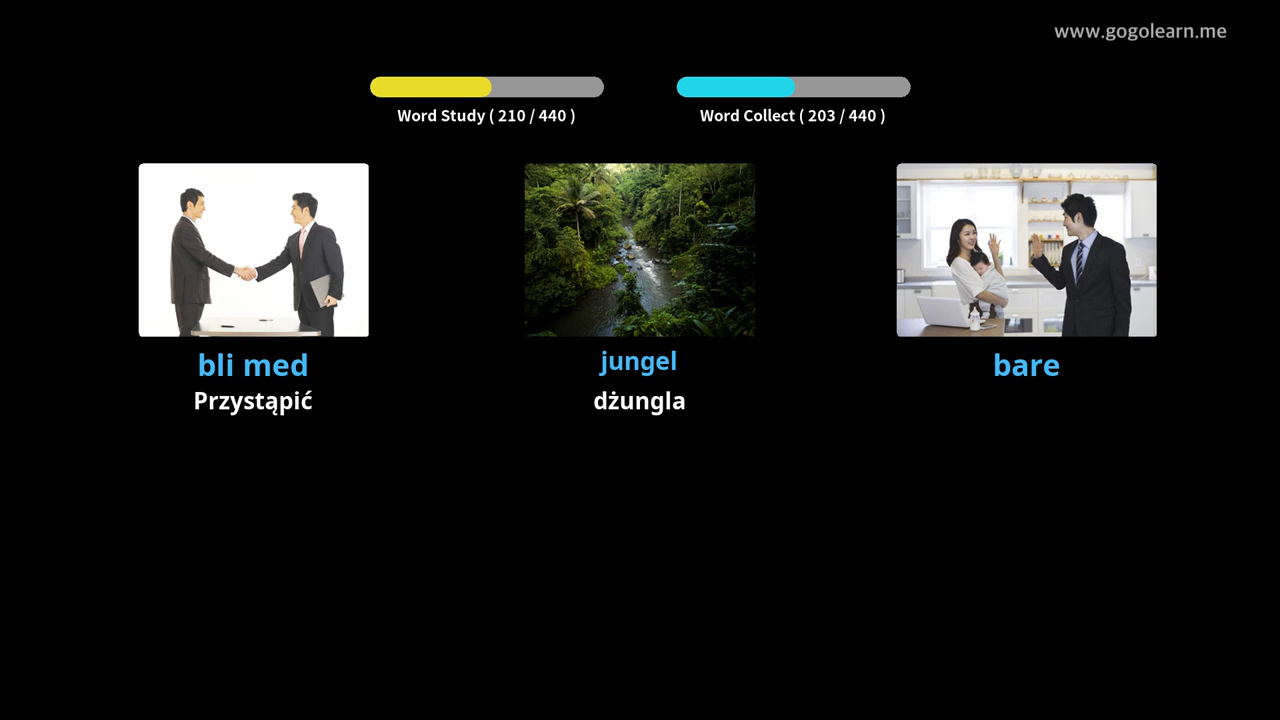 www.gogolearn.me
Word Study ( 210 / 440 )
Word Collect ( 203 / 440 )
bli med
Przystąpić
jungel
dżungla
bare